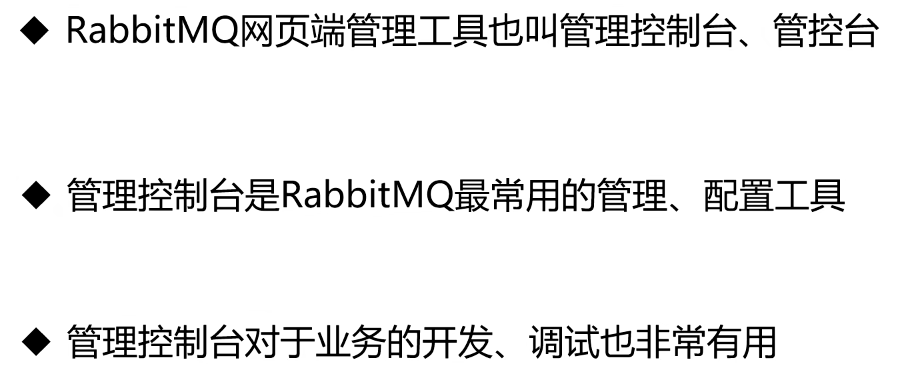 ◆ RabbitMQ网页端管理工具也叫管理控制台、管控台
◆ 管理控制台是RabbitMQ最常用的管理、配置工具
◆ 管理控制台对于业务的开发、调试也非常有用